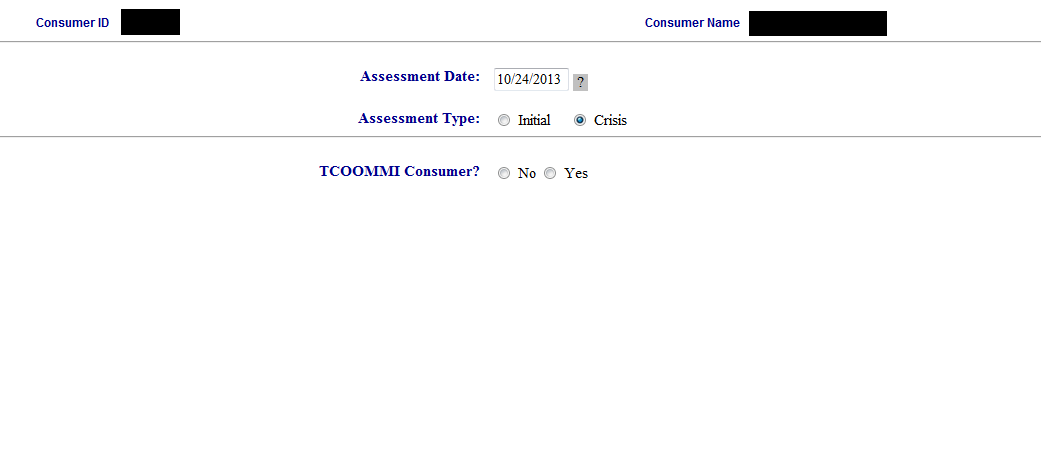 Consumer ID Consumer Name
Assessment Date: 10/24/2013 ?
Assessment Type: Initial Crisis
TCOOMMI Consumer? No Yes